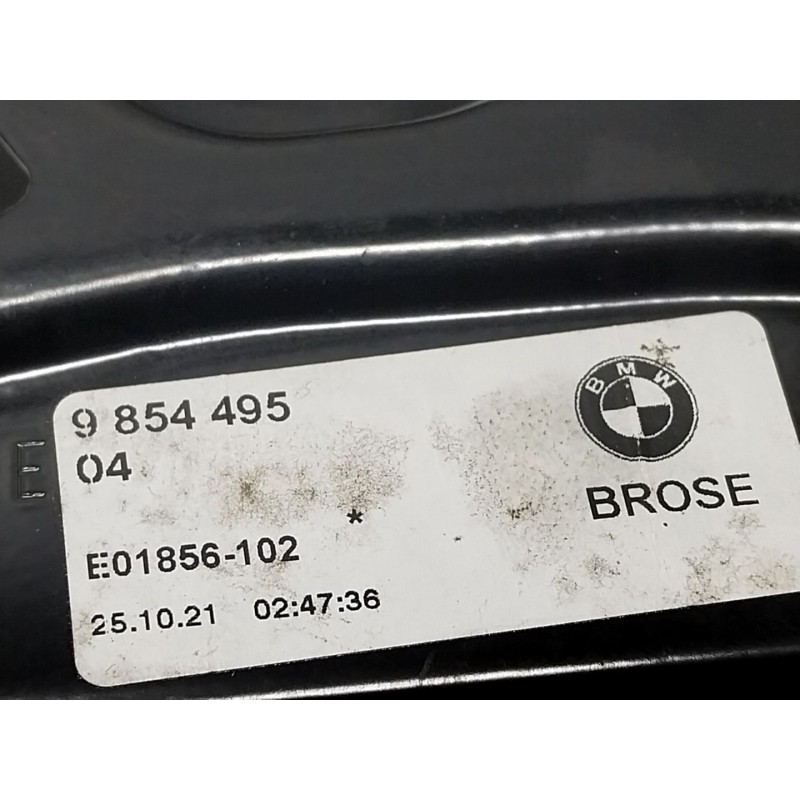 9 854 495
BMW
04
BROSE
E
*
E01856-102
25.10.21 02:47:36